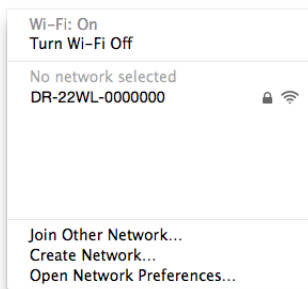 Wi-Fi: On
Turn Wi-Fi Off
No network selected
DR-22WL-0000000
Join Other Network...
Create Network...
Open Network Preferences...